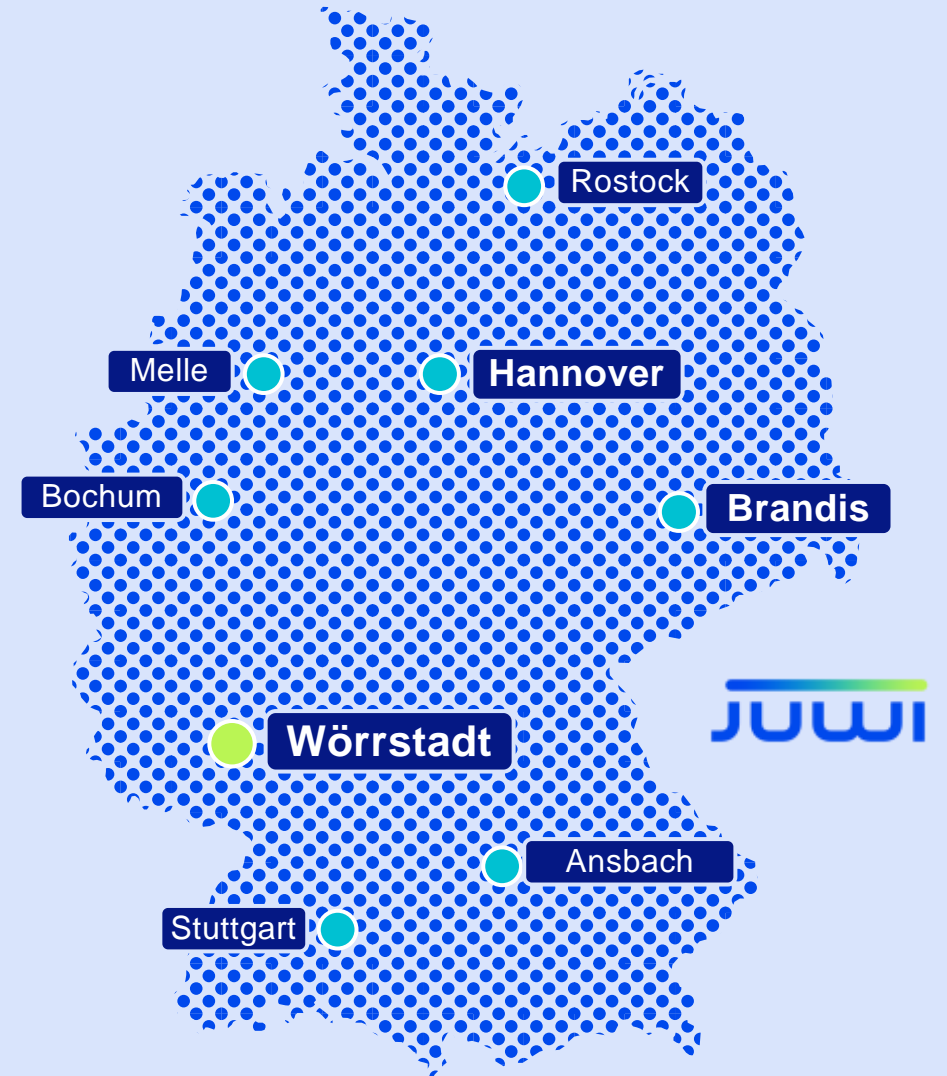 Rostock
Melle
Hannover
Bochum
Brandis
JUWI
Wörrstadt
Ansbach
Stuttgart